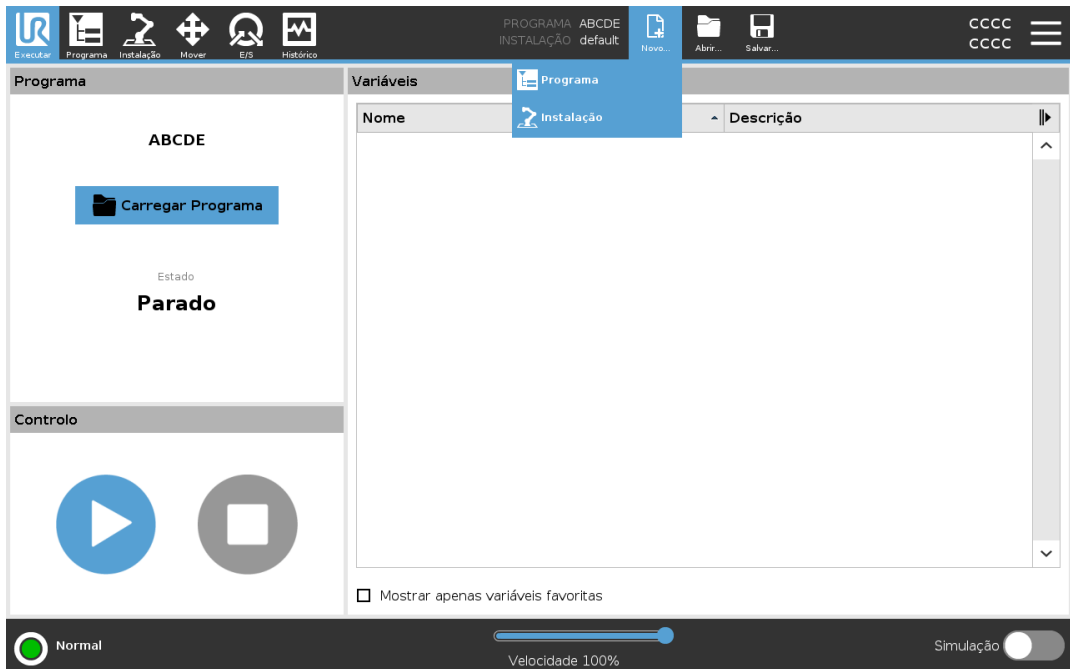 PROGRAMA ABCDE
INSTALAÇÃO default
CCCC
CCCC
Executar Programa Instalação Mover E/S Histórico Novo... Abrir... Salvar...
Programa
Variáveis
Programa
Instalação
Nome Descrição
ABCDE
Carregar Programa
Estado
Parado
Controlo
Mostrar apenas variáveis favoritas
Normal
Velocidade 100%
Simulação